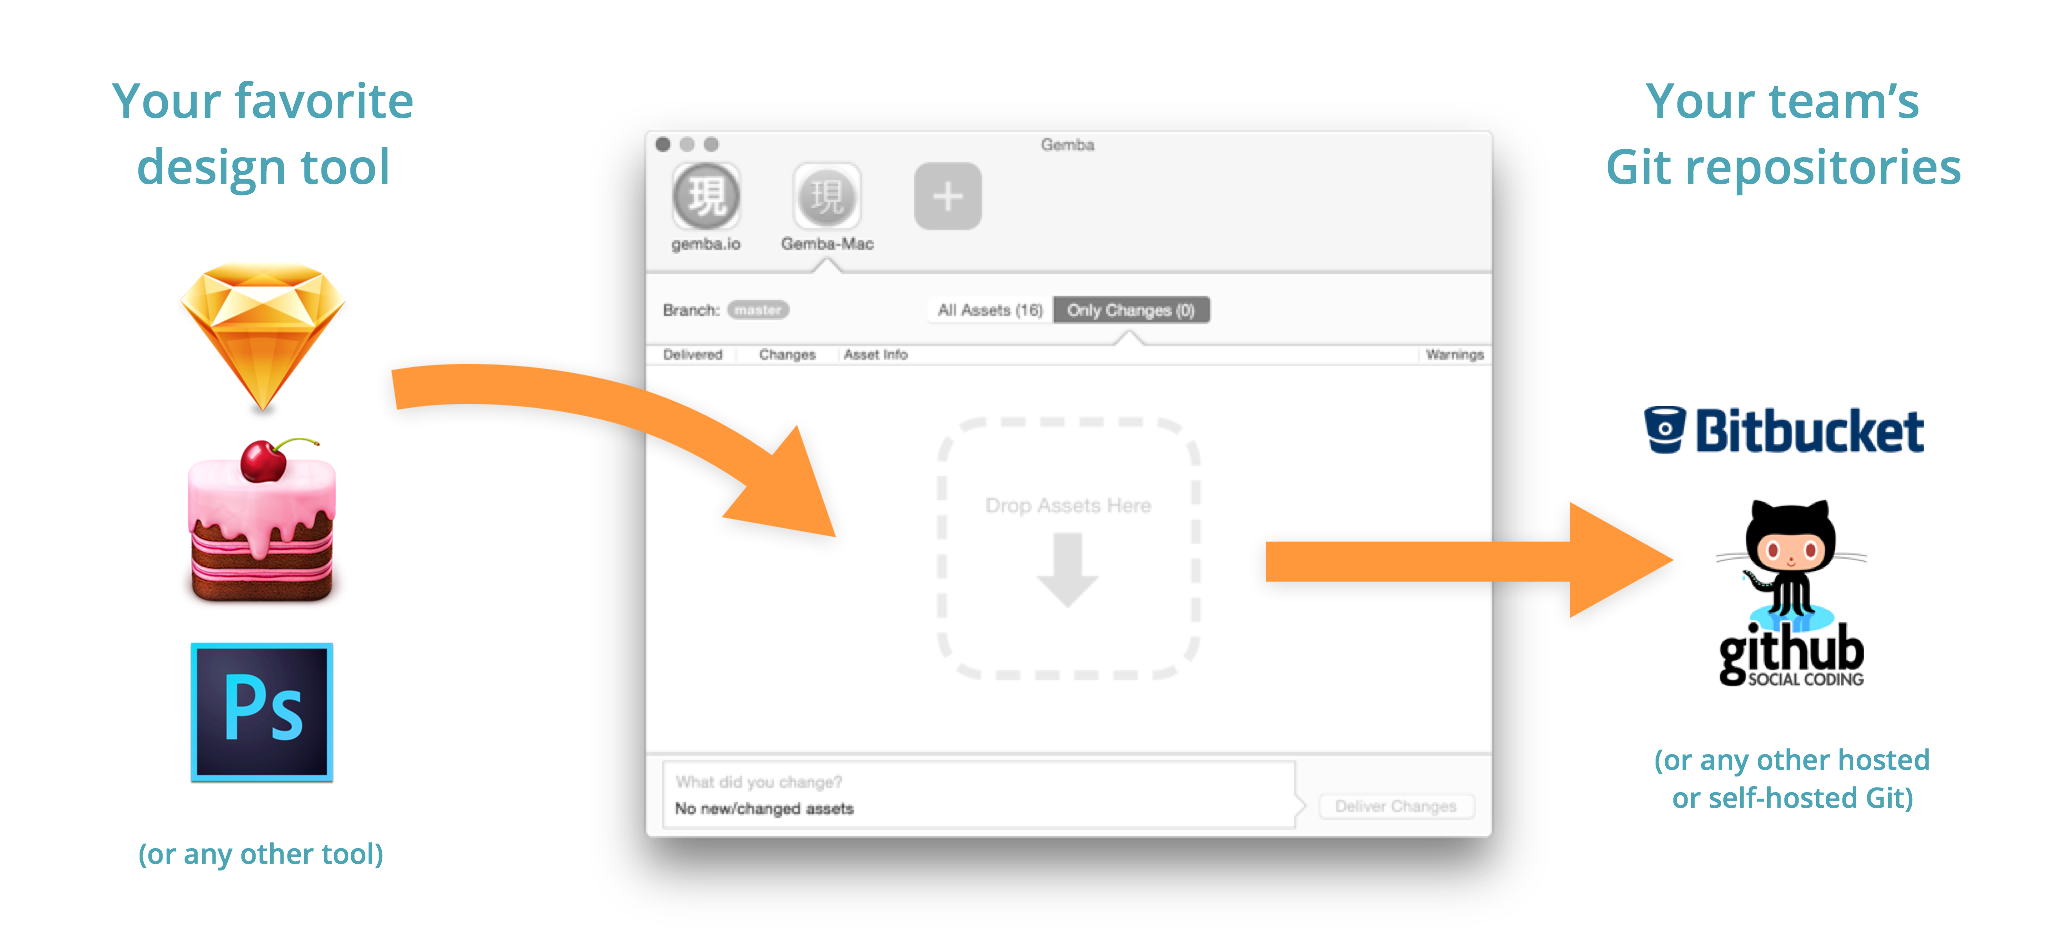 Your favorite
design tool
Ps
(or any other tool)
Gemba
現
gemba.io
現
Gemba-Mac
Branch: master
All Assets (16)
Only Changes (0)
Delivered
Changes
Asset Info
Warnings
Drop Assets Here
What did you change?
No new/changed assets
Deliver Changes
Your team’s
Git repositories
Bitbucket
github
SOCIAL CODING
(or any other hosted
or self-hosted Git)